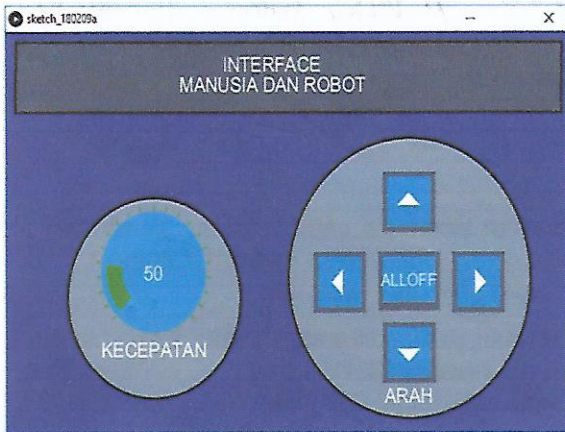 sketch_180209a
INTERFACE
MANUSIA DAN ROBOT
50
KECEPATAN
ALLOFF
ARAH